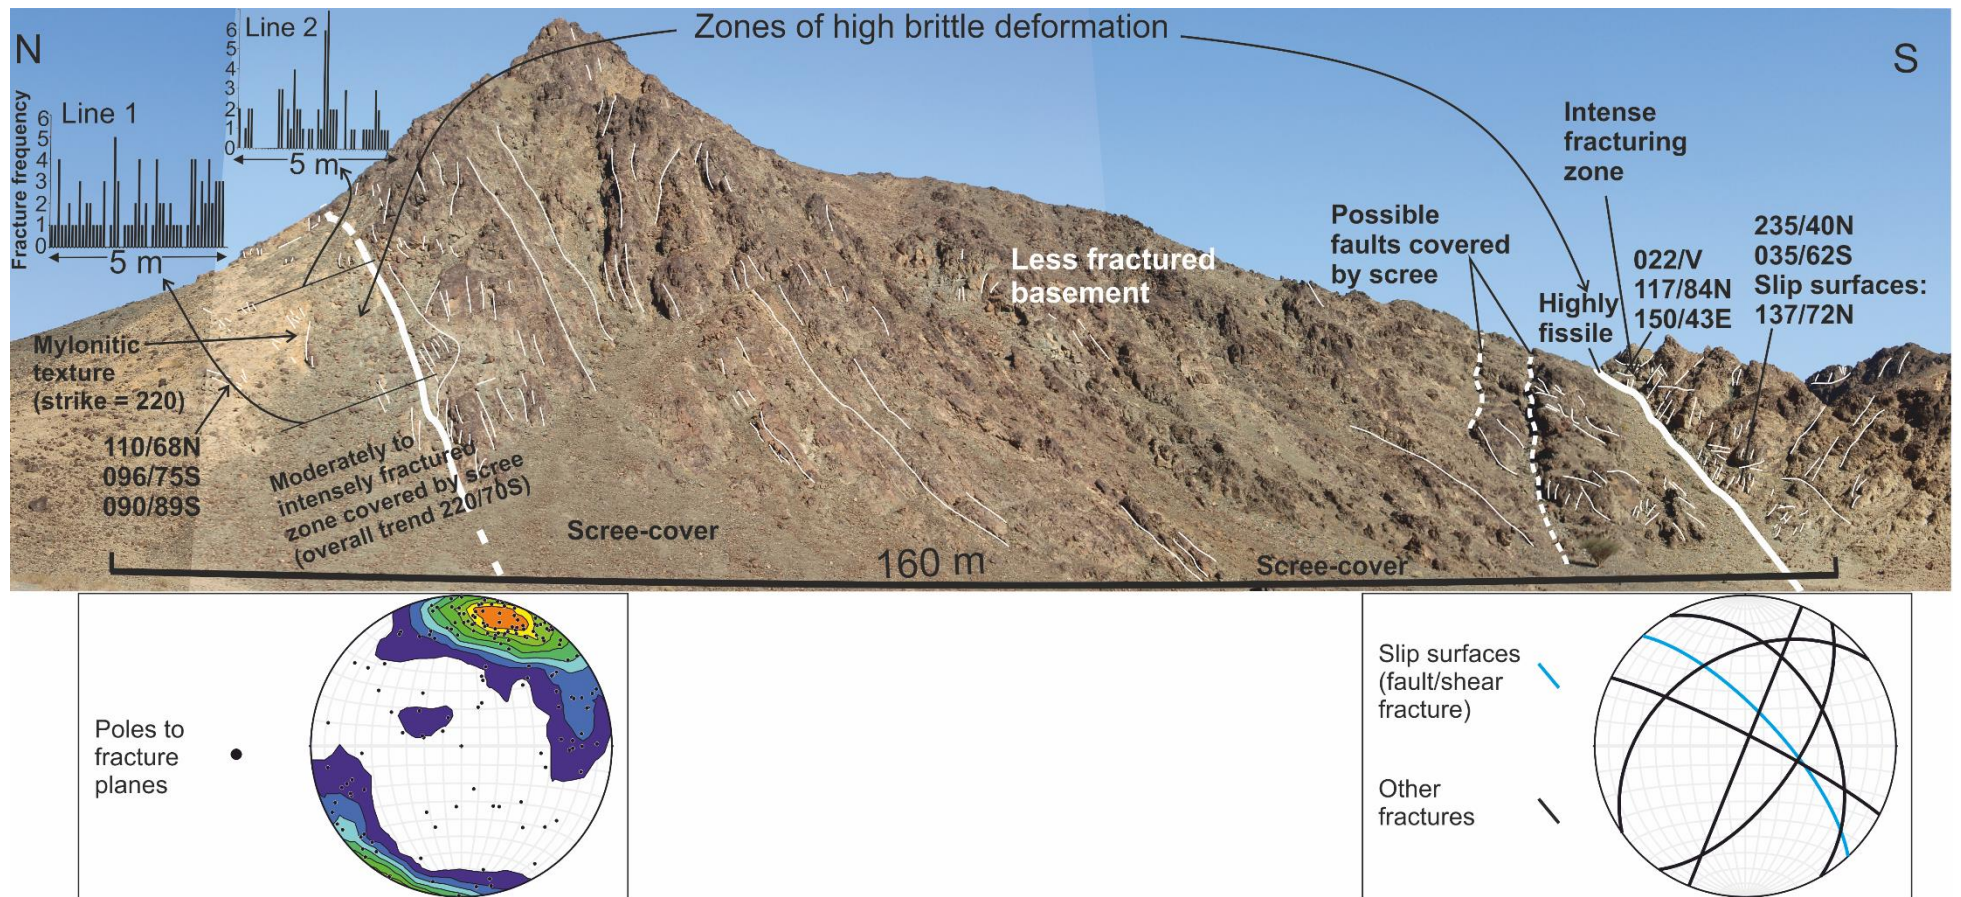 N
Line 1
Fracture frequency
6
5
4
3
2
1
0
5 m
Line 2
6
5
4
3
2
1
0
5 m
Zones of high brittle deformation
S
Mylonitic
texture
(strike = 220)
110/68N
096/75S
090/89S
Moderately to
intensely fractured
zone covered by scree
(overall trend 220/70S)
Scree-cover
Less fractured
basement
160 m
Scree-cover
Possible
faults covered
by scree
Highly
fissile
Intense
fracturing
zone
022/V
117/84N
150/43E
235/40N
035/62S
Slip surfaces:
137/72N
Poles to
fracture
planes
Slip surfaces
(fault/shear
fracture)
Other
fractures